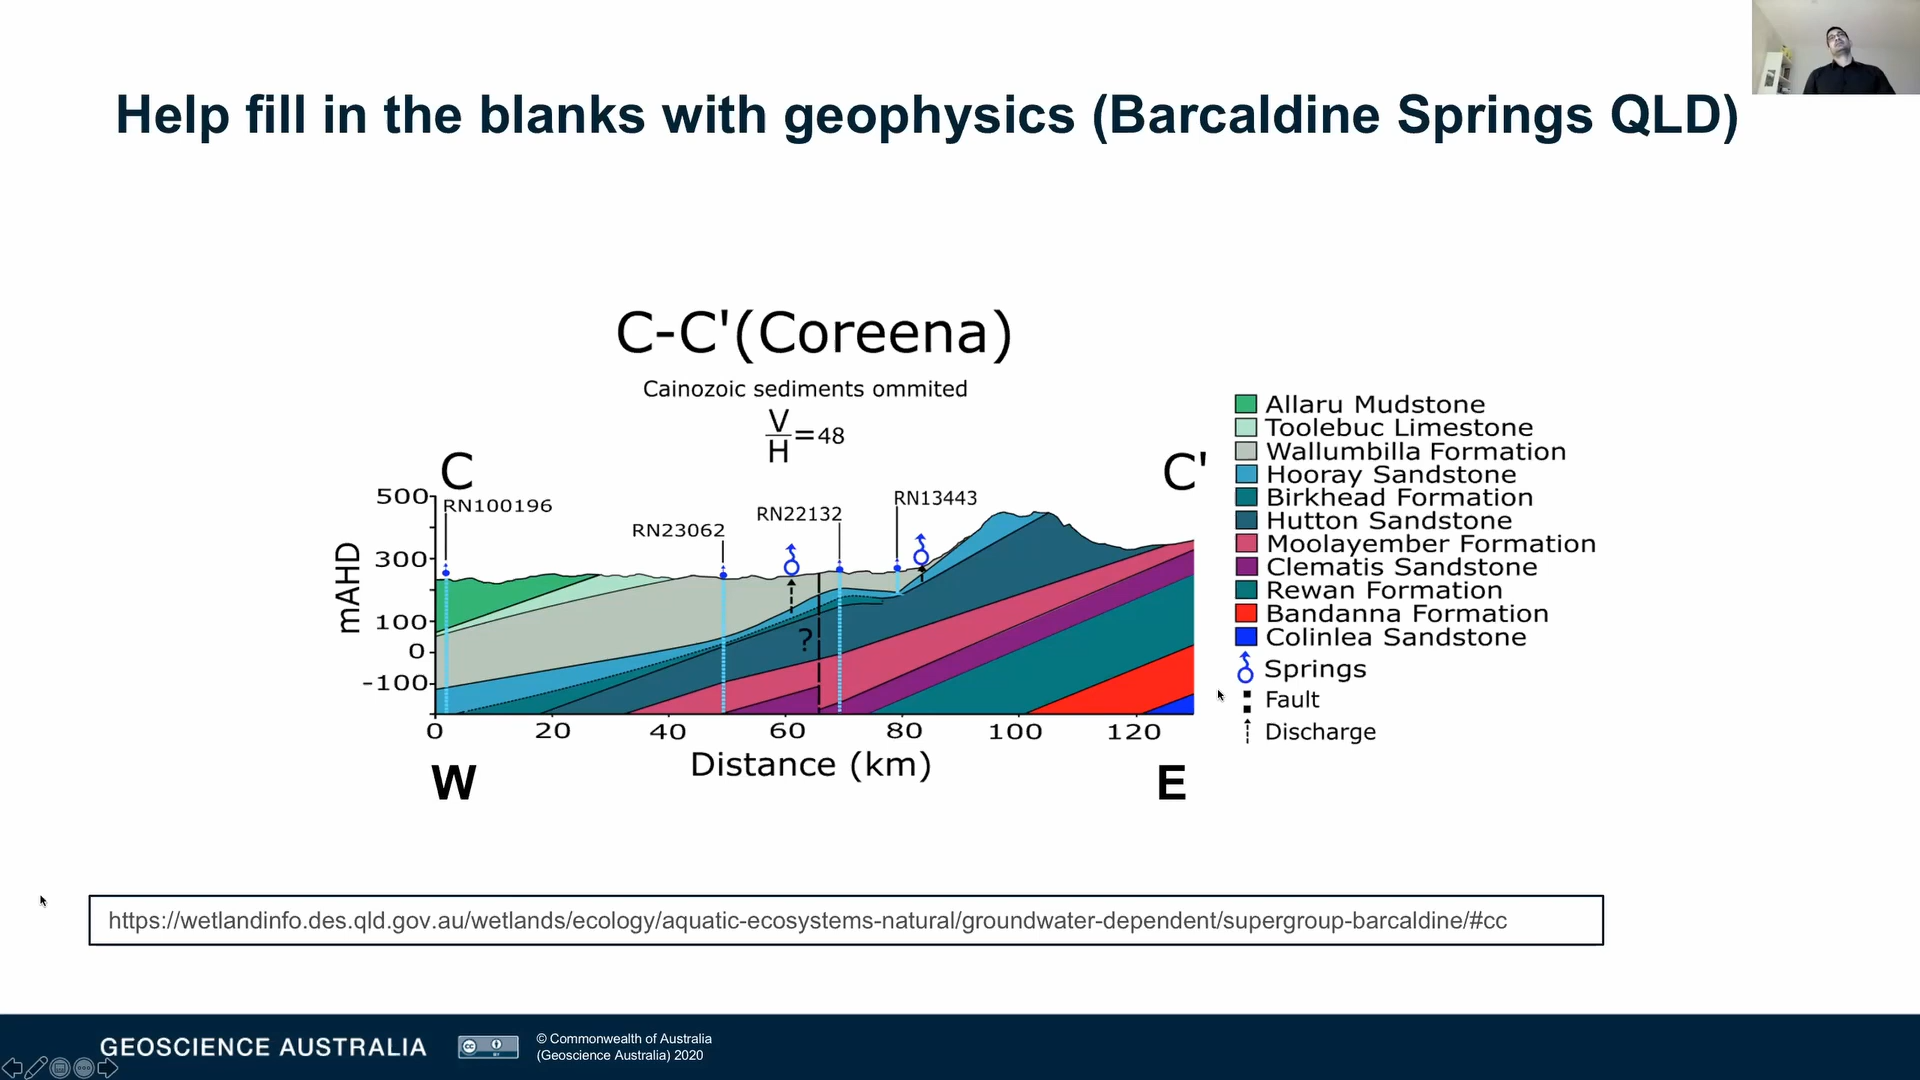 Help fill in the blanks with geophysics (Barcaldine Springs QLD)
C-C'(Coreena)
Cainozoic sediments ommited
V
H
=48
C
C'
500
300
100
0
-100
mAHD
RN100196
RN23062
RN22132
RN13443
?
0
20
40
60
80
100
120
Distance (km)
W
E
Allaru Mudstone
Toolebuc Limestone
Wallumbilla Formation
Hooray Sandstone
Birkhead Formation
Hutton Sandstone
Moolayember Formation
Clematis Sandstone
Rewan Formation
Bandanna Formation
Colinlea Sandstone
Springs
Fault
Discharge
https://wetlandinfo.des.qld.gov.au/wetlands/ecology/aquatic-ecosystems-natural/groundwater-dependent/supergroup-barcaldine/#cc
GEOSCIENCE AUSTRALIA
cc
BY
© Commonwealth of Australia
(Geoscience Australia) 2020